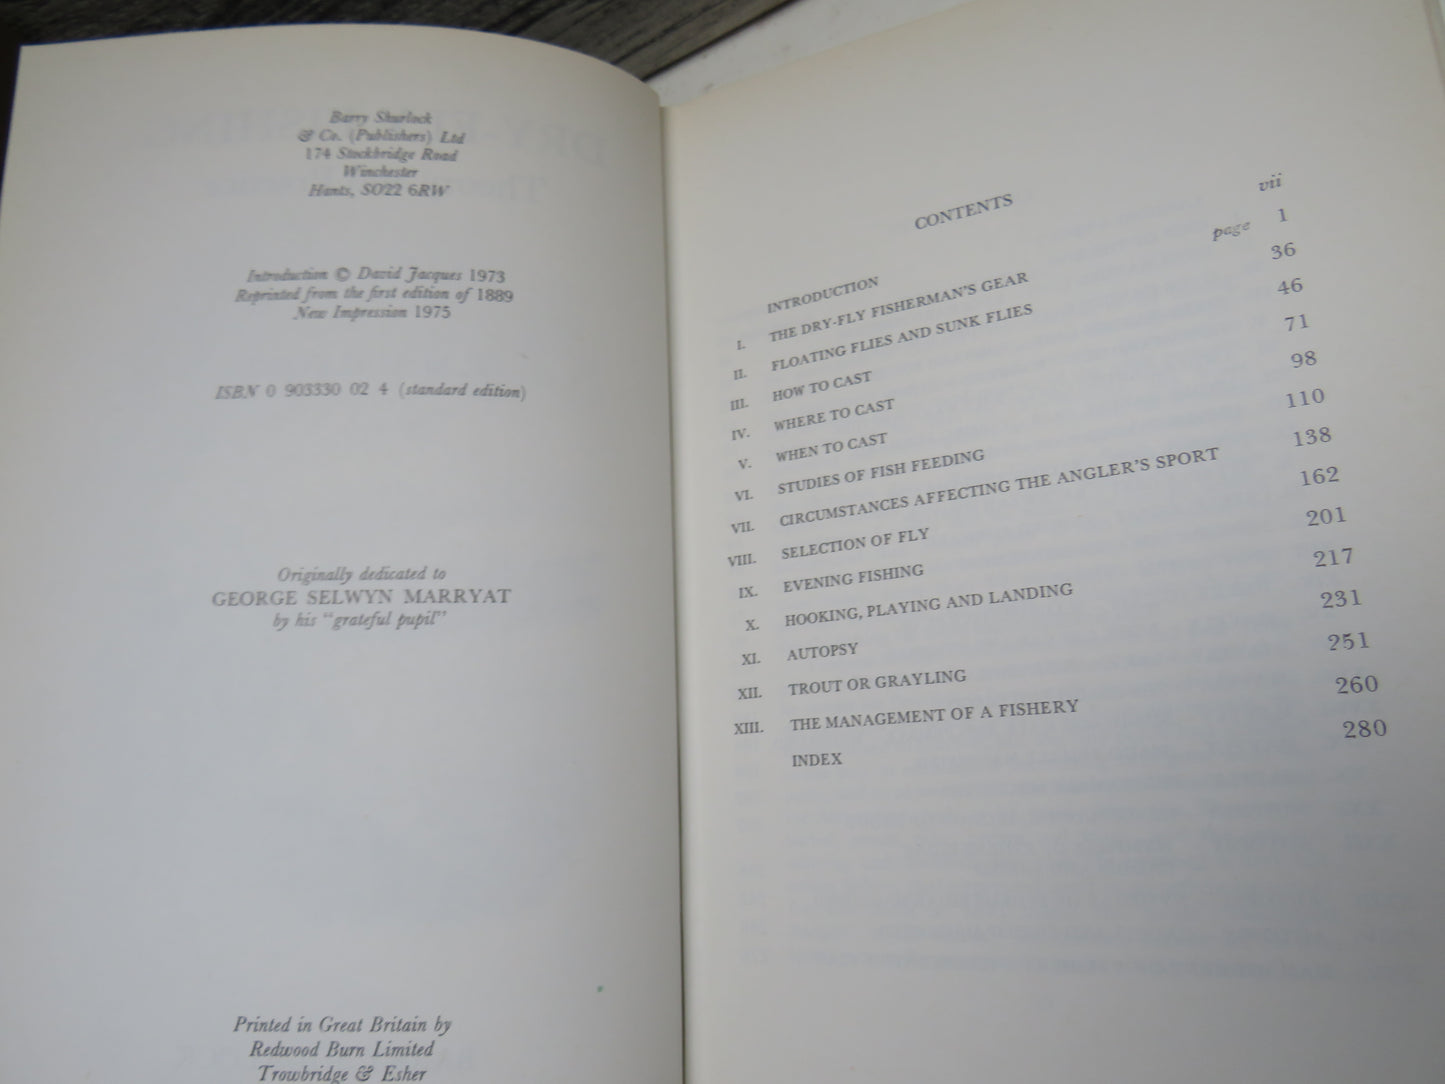 Barry Shurlock
& Co. (Publishers) Ltd
174 Stockbridge Road
Winchester
Hants, SO22 6RW
Introduction © David Jacques 1973
Reprinted from the first edition of 1889
New Impression 1975
ISBN 0 903330 02 4 (standard edition)
Originally dedicated to
GEORGE SELWYN MARRYAT
by his "grateful pupil"
Printed in Great Britain by
Redwood Burn Limited
Trowbridge & Esher
CONTENTS
INTRODUCTION vii
I. THE DRY-FLY FISHERMAN'S GEAR page 1
II. FLOATING FLIES AND SUNK FLIES 36
III. HOW TO CAST 46
IV. WHERE TO CAST 71
V. WHEN TO CAST 98
VI. STUDIES OF FISH FEEDING 110
VII. CIRCUMSTANCES AFFECTING THE ANGLER'S SPORT 138
VIII. SELECTION OF FLY 162
IX. EVENING FISHING 201
X. HOOKING, PLAYING AND LANDING 217
XI. AUTOPSY 231
XII. TROUT OR GRAYLING 251
XIII. THE MANAGEMENT OF A FISHERY 260
INDEX 280